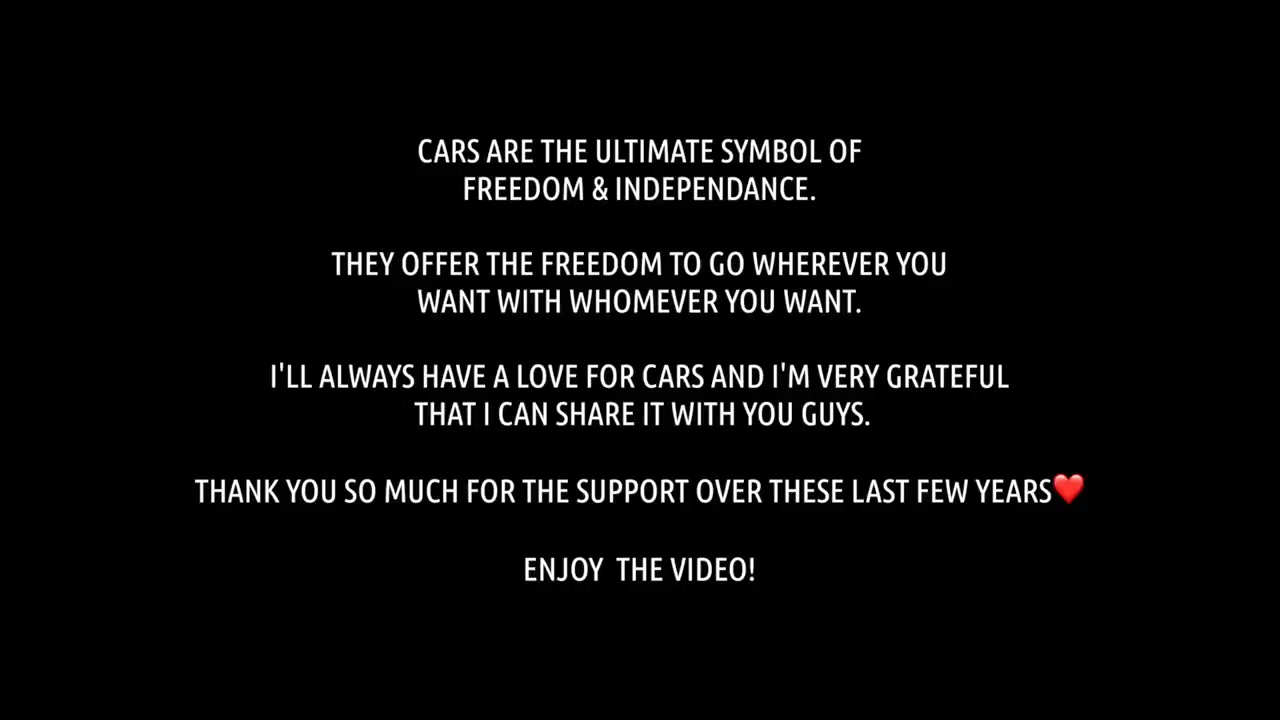 CARS ARE THE ULTIMATE SYMBOL OF
FREEDOM & INDEPENDANCE.
THEY OFFER THE FREEDOM TO GO WHEREVER YOU
WANT WITH WHOMEVER YOU WANT.
I'LL ALWAYS HAVE A LOVE FOR CARS AND I'M VERY GRATEFUL
THAT I CAN SHARE IT WITH YOU GUYS.
THANK YOU SO MUCH FOR THE SUPPORT OVER THESE LAST FEW YEARS❤️
ENJOY  THE VIDEO!